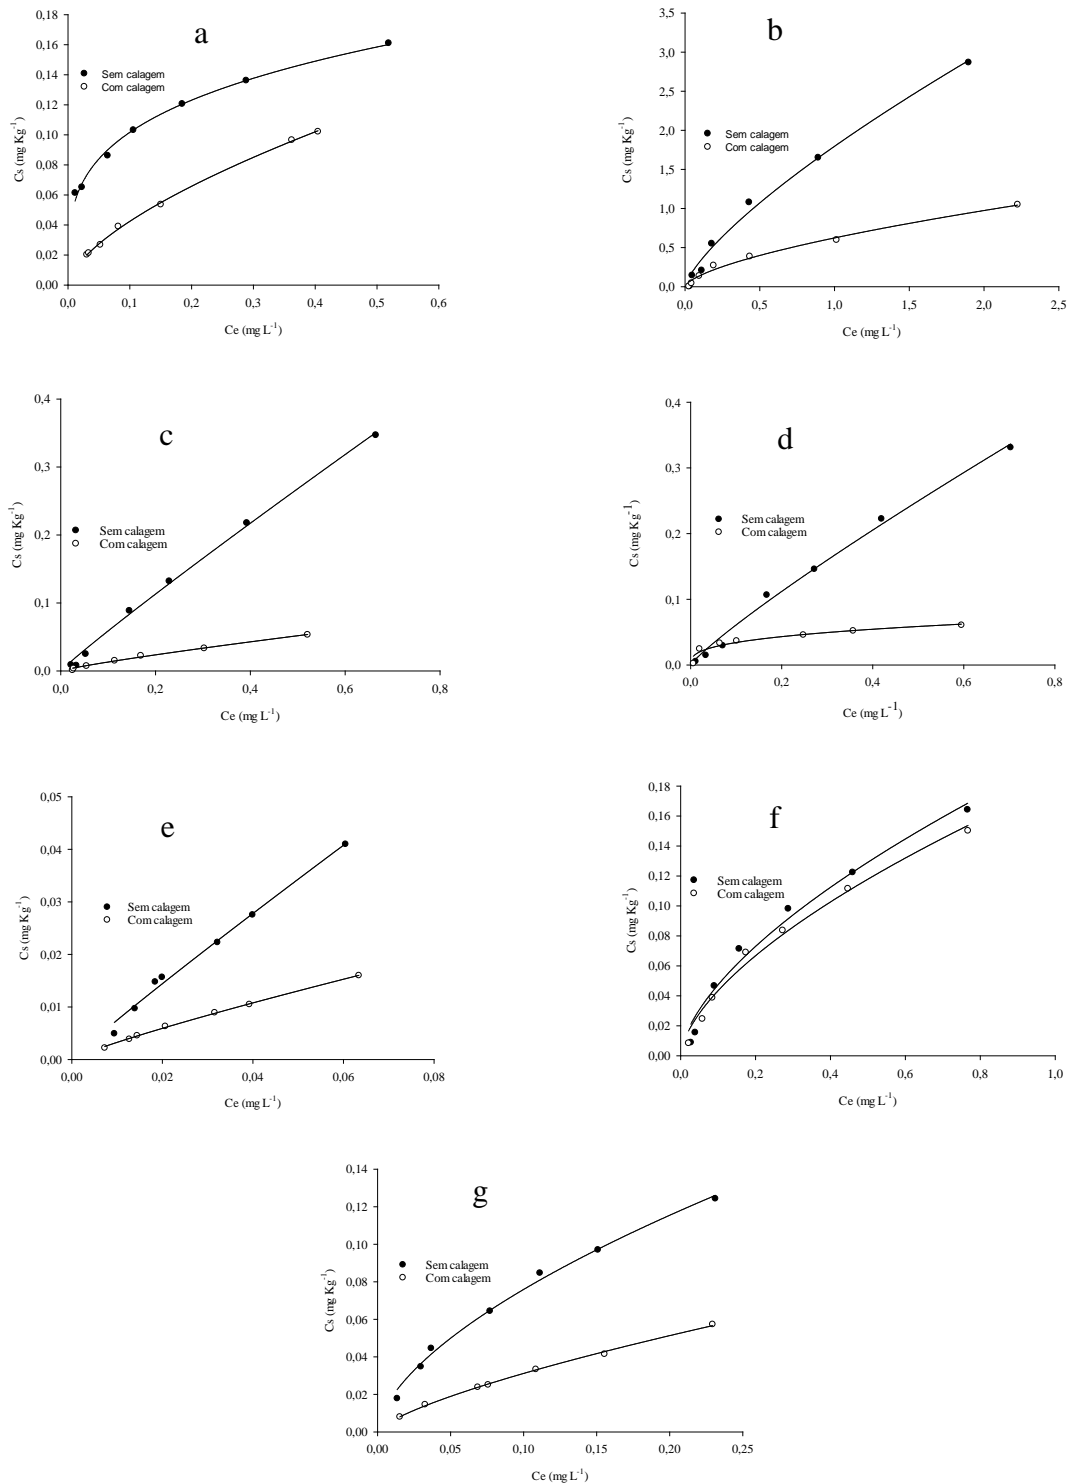 a
0,18
0,16
0,14
0,12
0,10
0,08
0,06
0,04
0,02
0,00
Cs (mg Kg-1)
Sem calagem
Com calagem
0,0 0,1 0,2 0,3 0,4 0,5 0,6
Ce (mg L-1)
b
3,5
3,0
2,5
2,0
1,5
1,0
0,5
0,0
Cs (mg Kg-1)
Sem calagem
Com calagem
0,0 0,5 1,0 1,5 2,0 2,5
Ce (mg L-1)
c
0,4
0,3
0,2
0,1
0,0
Cs (mg Kg-1)
Sem calagem
Com calagem
0,0 0,2 0,4 0,6 0,8
Ce (mg L-1)
d
0,4
0,3
0,2
0,1
0,0
Cs (mg Kg-1)
Sem calagem
Com calagem
0,0 0,2 0,4 0,6 0,8
Ce (mg L-1)
e
0,05
0,04
0,03
0,02
0,01
0,00
Cs (mg Kg-1)
Sem calagem
Com calagem
0,00 0,02 0,04 0,06 0,08
Ce (mg L-1)
f
0,18
0,16
0,14
0,12
0,10
0,08
0,06
0,04
0,02
0,00
Cs (mg Kg-1)
Sem calagem
Com calagem
0,0 0,2 0,4 0,6 0,8 1,0
Ce (mg L-1)
g
0,14
0,12
0,10
0,08
0,06
0,04
0,02
0,00
Cs (mg Kg-1)
Sem calagem
Com calagem
0,00 0,05 0,10 0,15 0,20 0,25
Ce (mg L-1)